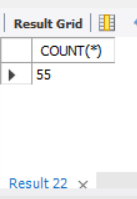 Result Grid
COUNT(*)
55
Result 22